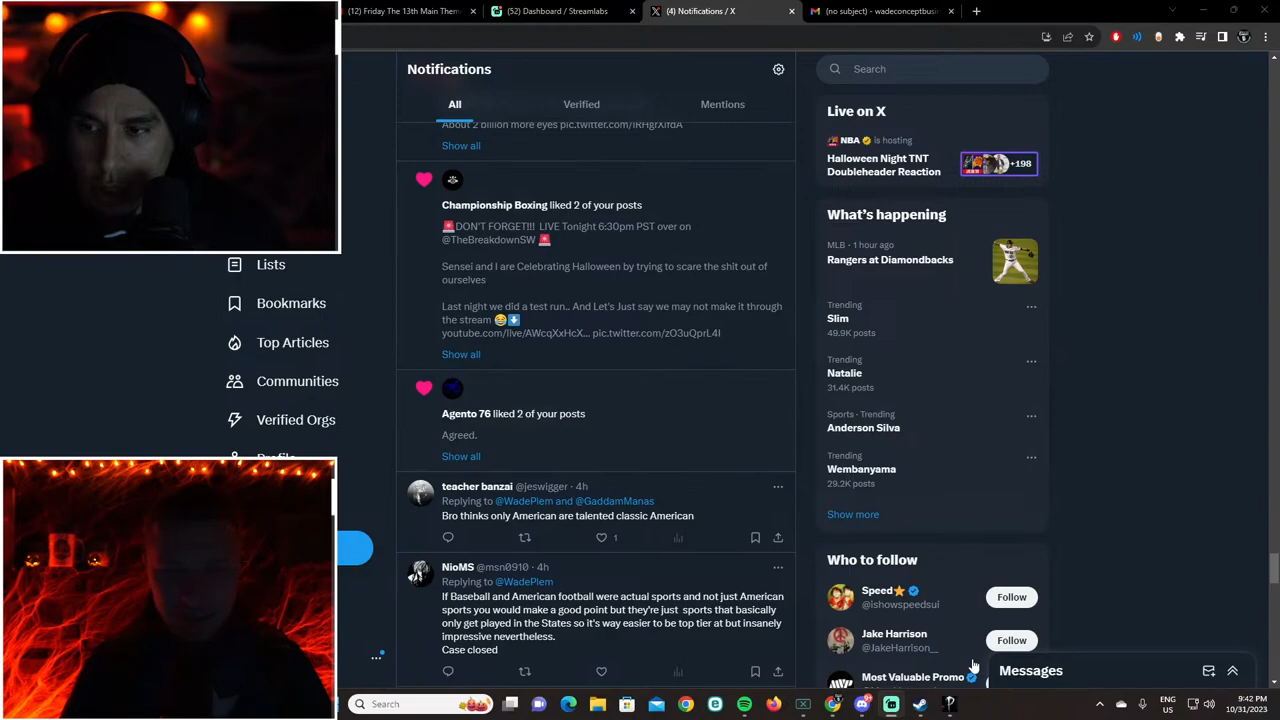 (12) Friday The 13th Main Them
(52) Dashboard / Streamlabs
(4) Notifications / X
(no subject) - wadeconceptbusi
Notifications
All
Verified
Mentions
About 2 billion more eyes
Show all
Championship Boxing liked 2 of your posts
🚨DON'T FORGET!!! LIVE Tonight 6:30pm PST over on
@TheBreakdownSW 🚨
Sensei and I are Celebrating Halloween by trying to scare the shit out of
ourselves
Last night we did a test run.. And Let's Just say we may not make it through
the stream 😂⬇️
youtube.com/live/AWcqXxHcX... pic.twitter.com/zO3uQprL4I
Show all
Agento 76 liked 2 of your posts
Agreed.
Show all
teacher banzai @jeswigger · 4h
Replying to @WadePlem and @GaddamManas
Bro thinks only American are talented classic American
1
NioMS @msn0910 · 4h
Replying to @WadePlem
If Baseball and American football were actual sports and not just American
sports you would make a good point but they're just sports that basically
only get played in the States so it's way easier to be top tier at but insanely
impressive nevertheless.
Case closed
Lists
Bookmarks
Top Articles
Communities
Verified Orgs
Profile
Search
Live on X
NBA is hosting
Halloween Night TNT
Doubleheader Reaction
+198
What's happening
MLB · 1 hour ago
Rangers at Diamondbacks
Trending
Slim
49.9K posts
Trending
Natalie
31.4K posts
Sports · Trending
Anderson Silva
Trending
Wembanyama
29.2K posts
Show more
Who to follow
Speed⭐
@ishowspeedsui
Follow
Jake Harrison
@JakeHarrison__
Follow
Most Valuable Promo
Messages
Search
ENG
US
9:42 PM
10/31/2023